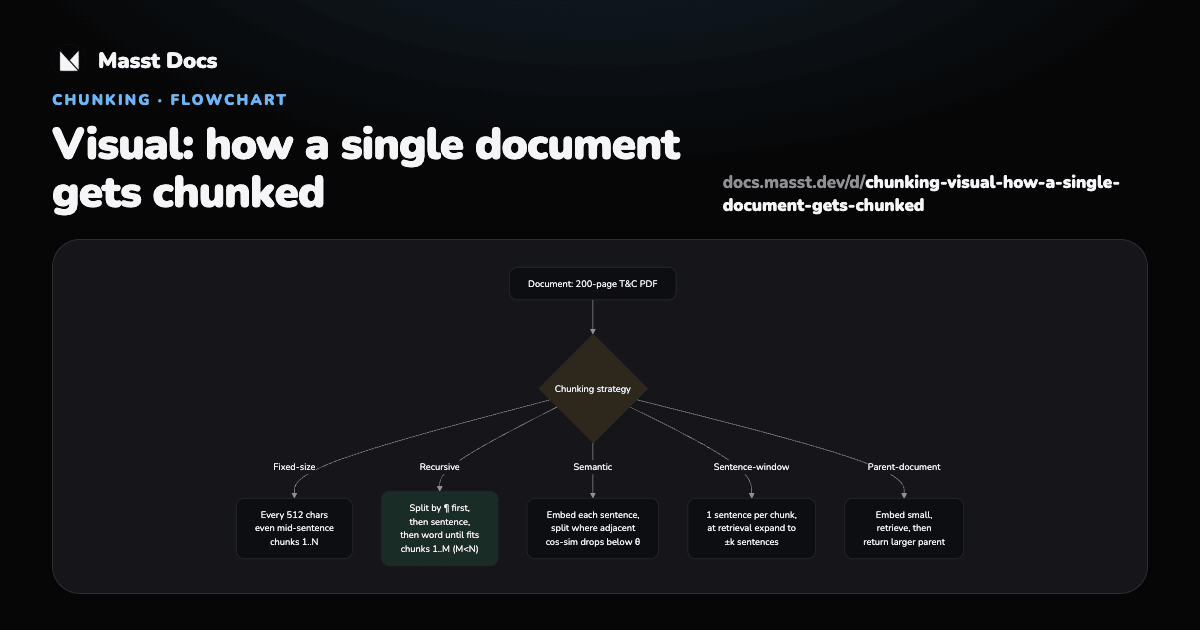 Masst Docs
CHUNKING · FLOWCHART
Visual: how a single document
gets chunked
docs.masst.dev/d/chunking-visual-how-a-single-
document-gets-chunked
Document: 200-page T&C PDF
Chunking strategy
Fixed-size
Recursive
Semantic
Sentence-window
Parent-document
Every 512 chars
even mid-sentence
chunks 1..N
Split by ¶ first,
then sentence,
then word until fits
chunks 1..M (M<N)
Embed each sentence,
split where adjacent
cos-sim drops below θ
1 sentence per chunk,
at retrieval expand to
±k sentences
Embed small,
retrieve, then
return larger parent